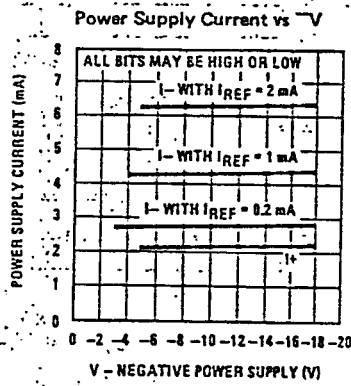 Power Supply Current vs –V
ALL BITS MAY BE HIGH OR LOW
I– WITH IREF = 2 mA
I– WITH IREF = 1 mA
I– WITH IREF = 0.2 mA
I+
POWER SUPPLY CURRENT (mA)
8
7
6
5
4
3
2
1
0
0 –2 –4 –6 –8 –10 –12 –14 –16 –18 –20
V – NEGATIVE POWER SUPPLY (V)